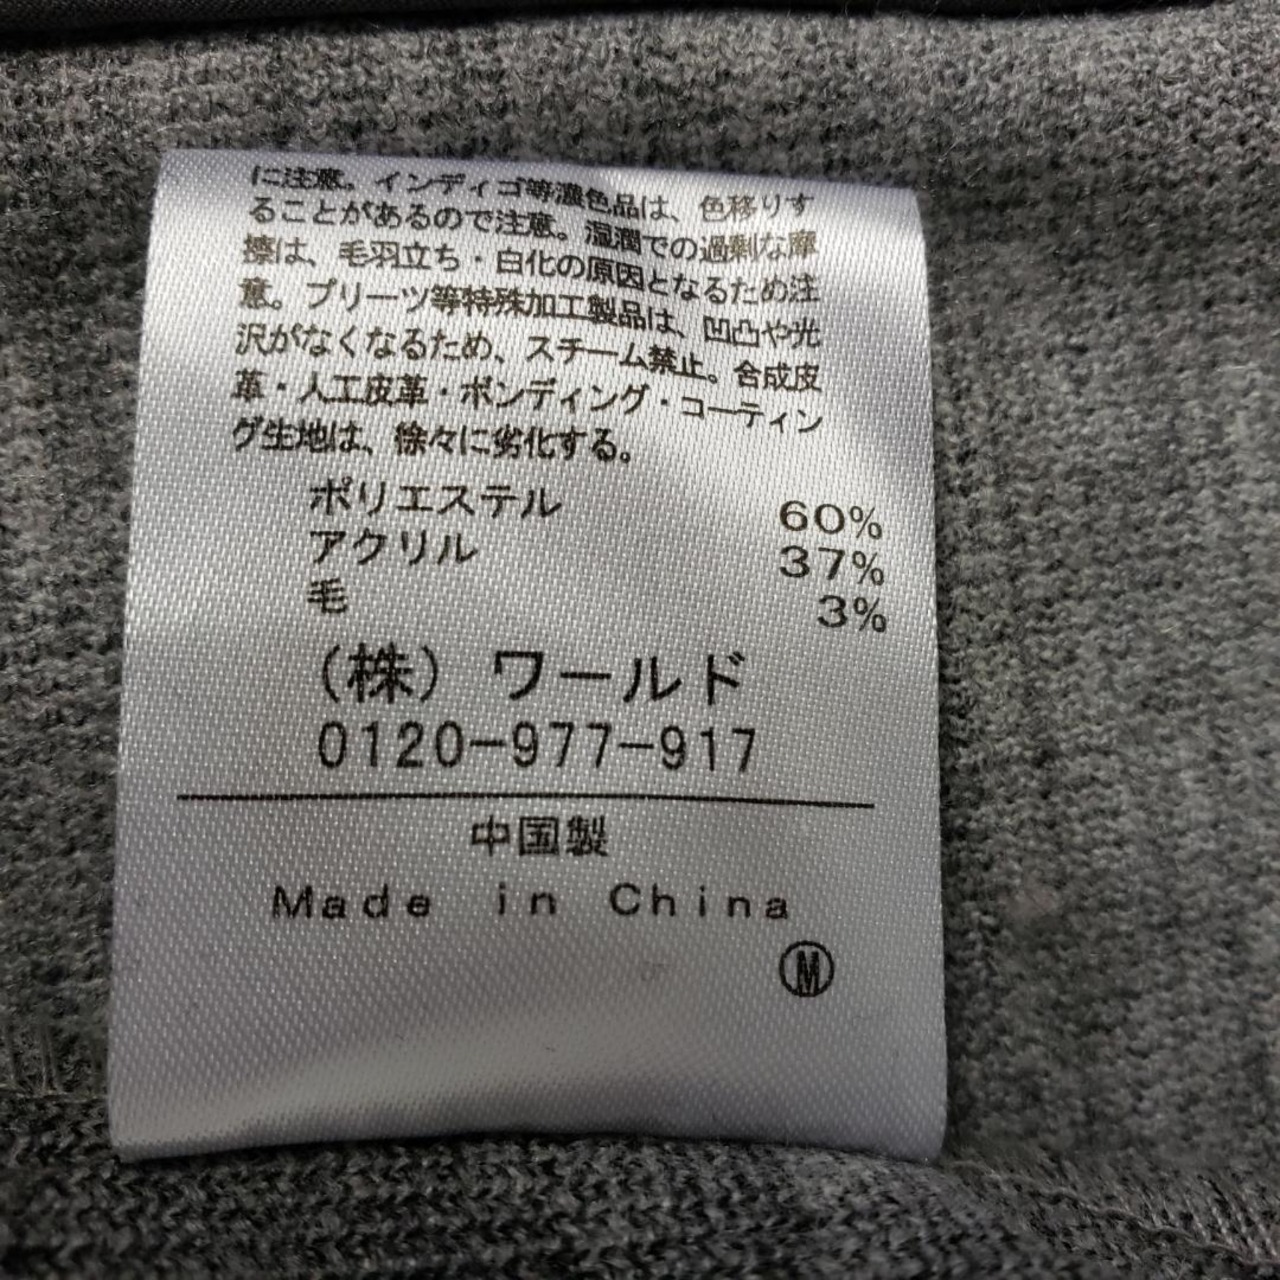 に注意。インディゴ等濃色品は、色移りす
ることがあるので注意。湿潤での過剰な摩
擦は、毛羽立ち・白化の原因となるため注
意。プリーツ等特殊加工製品は、凹凸や光
沢がなくなるため、スチーム禁止。合成皮
革・人工皮革・ボンディング・コーティン
グ生地は、徐々に劣化する。
ポリエステル 60%
アクリル 37%
毛 3%
(株) ワールド
0120-977-917
中国製
Made in China
Ⓜ